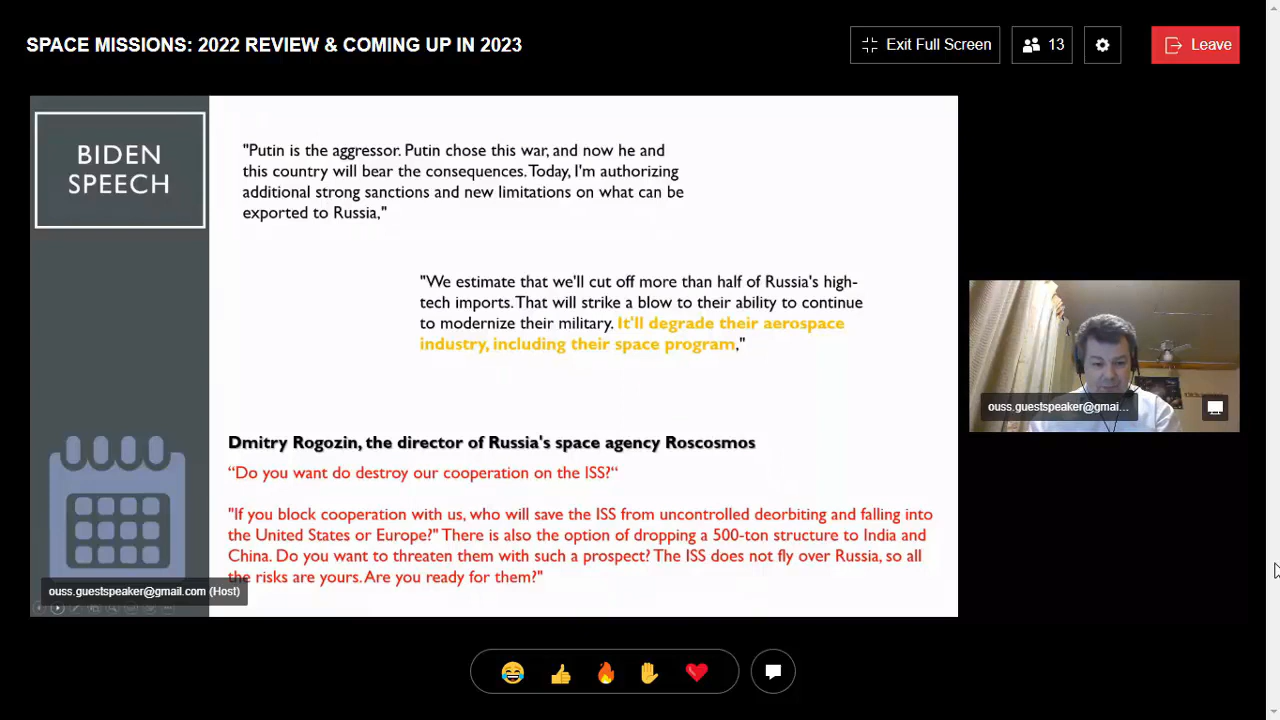 SPACE MISSIONS: 2022 REVIEW & COMING UP IN 2023
Exit Full Screen
13
Leave
BIDEN
SPEECH
"Putin is the aggressor. Putin chose this war, and now he and
this country will bear the consequences. Today, I'm authorizing
additional strong sanctions and new limitations on what can be
exported to Russia,"
"We estimate that we'll cut off more than half of Russia's high-
tech imports. That will strike a blow to their ability to continue
to modernize their military. It'll degrade their aerospace
industry, including their space program,"
ouss.guestspeaker@gmai...
Dmitry Rogozin, the director of Russia's space agency Roscosmos
“Do you want do destroy our cooperation on the ISS?“
"If you block cooperation with us, who will save the ISS from uncontrolled deorbiting and falling into
the United States or Europe?" There is also the option of dropping a 500-ton structure to India and
China. Do you want to threaten them with such a prospect? The ISS does not fly over Russia, so all
the risks are yours. Are you ready for them?"
ouss.guestspeaker@gmail.com (Host)